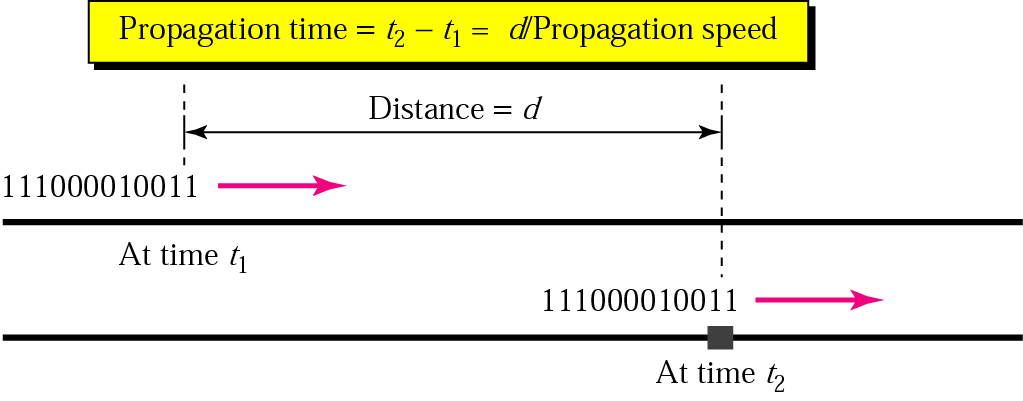 Propagation time = t₂ − t₁ = d/Propagation speed
Distance = d
111000010011
At time t₁
111000010011
At time t₂